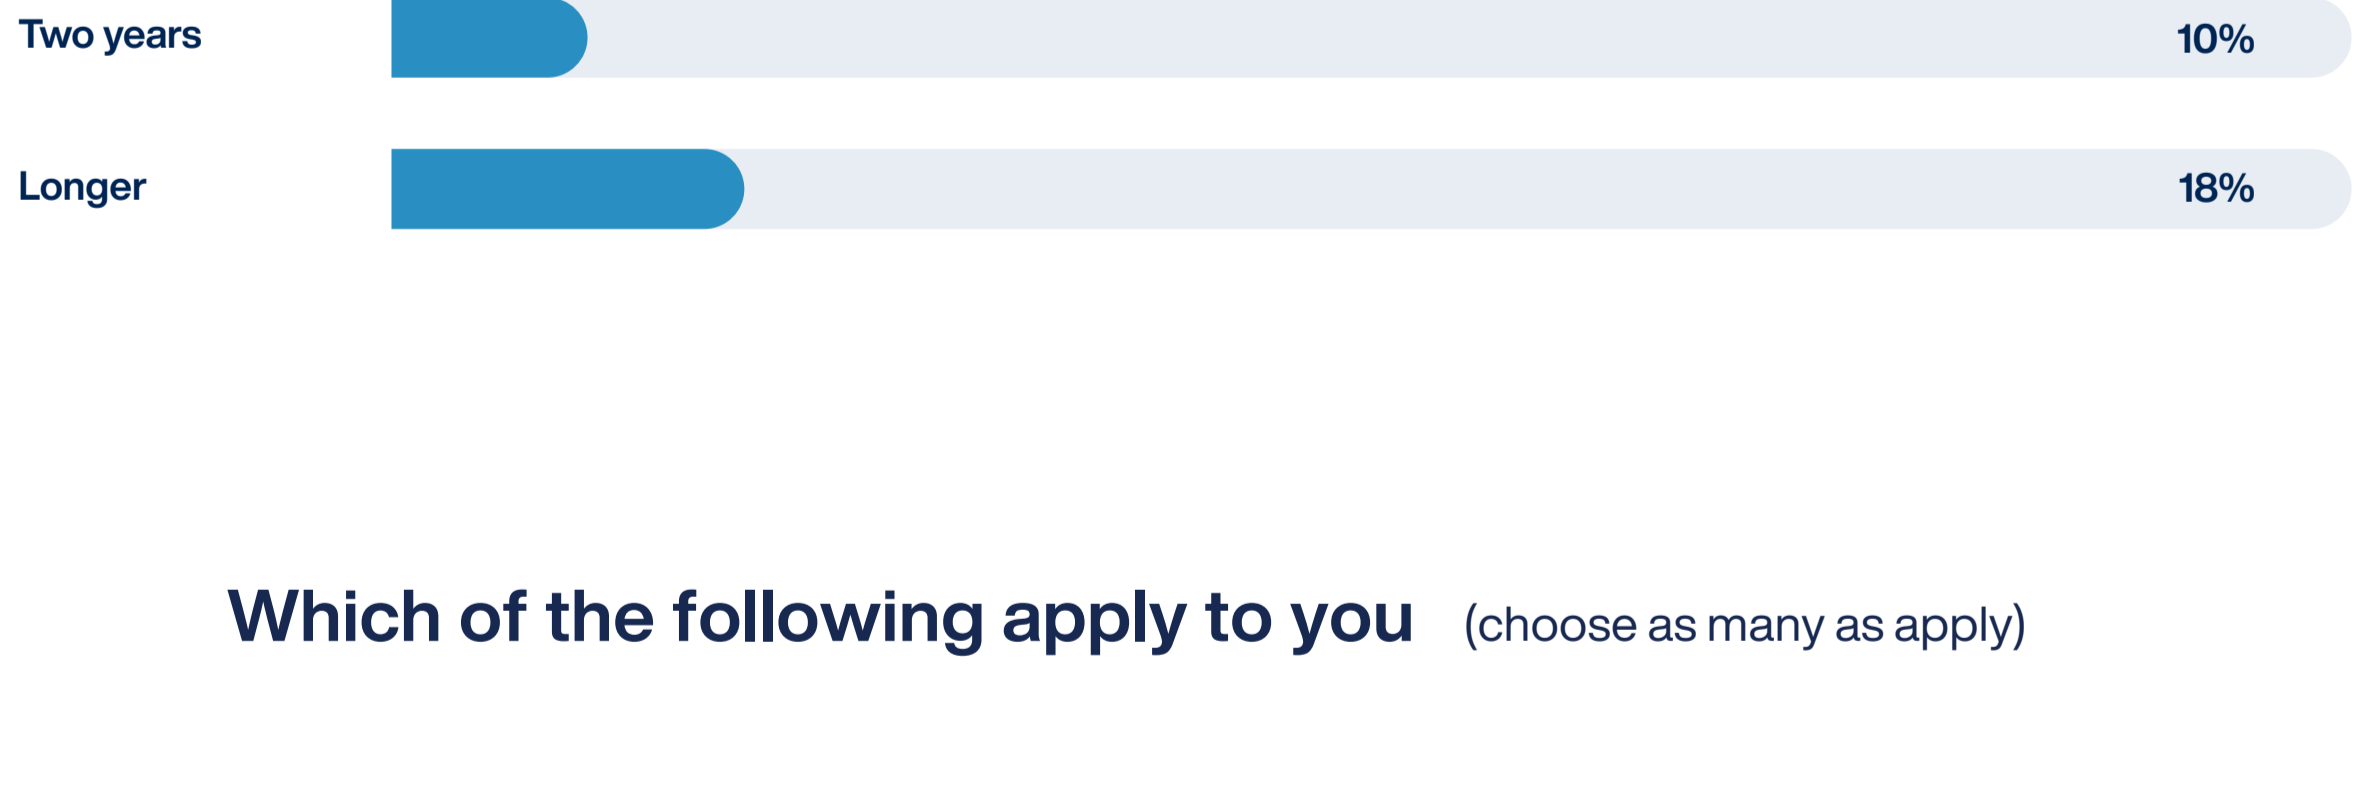 Two years 10%
Longer 18%
Which of the following apply to you (choose as many as apply)